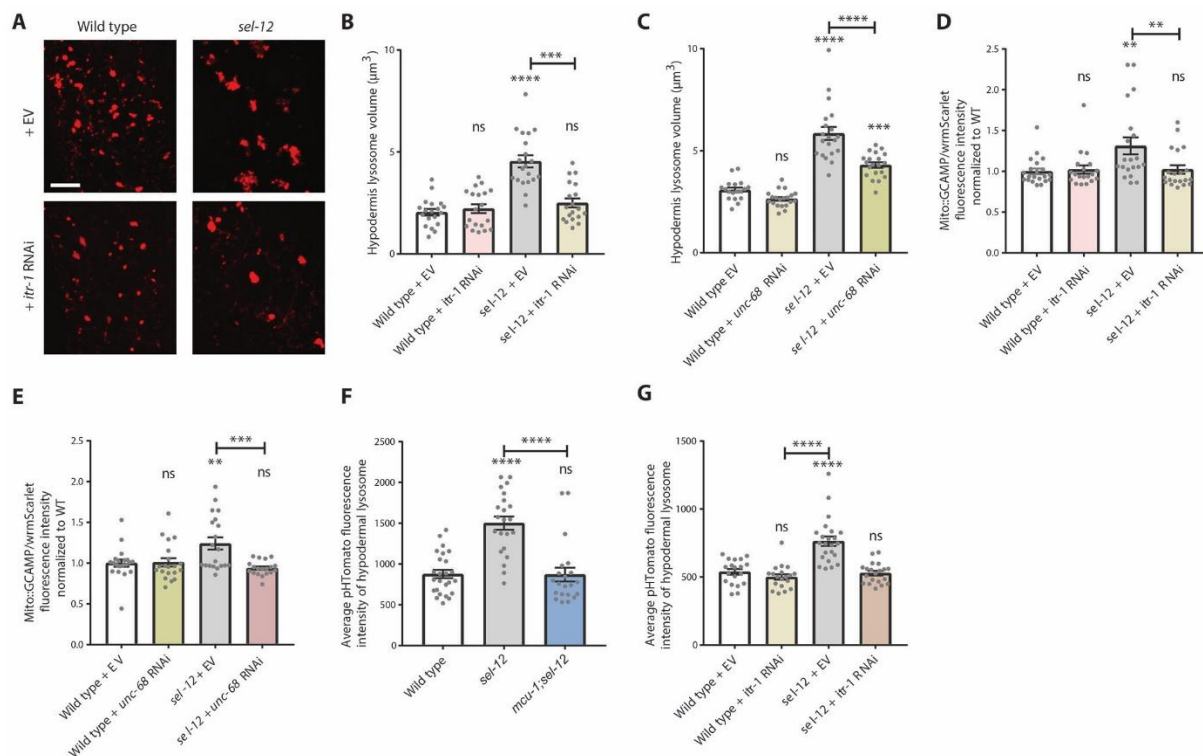 A
Wild type
sel-12
+ EV
+ itr-1 RNAi
B
Hypodermis lysosome volume (µm³)
10
5
0
ns
****
***
ns
Wild type + EV
Wild type + itr-1 RNAi
se l-12 + EV
se l-12 + itr-1 R NAi
C
Hypodermis lysosome volume (µm³)
10
5
0
ns
****
****
***
Wild type EV
Wild type + unc-68 RNAi
se l-12 + EV
se l-12 + unc-68 RNAi
D
Mito::GCAMP/wrmScarlet
fluorescence intensity
normalized to WT
2.5
2.0
1.5
1.0
0.5
0.0
ns
**
**
ns
Wild type + EV
Wild type + itr-1 RNAi
sel-12 + EV
sel-12 + itr-1 R NAi
E
Mito::GCAMP/wrmScarlet
fluorescence intensity
normalized to WT
2.5
2.0
1.5
1.0
0.5
0.0
ns
**
***
ns
Wild type + E V
Wild type + unc-68 RNAi
sel-12 + EV
se l-12 + unc-68 RNAi
F
Average pHTomato fluorescence
intensity of hypodermal lysosome
2500
2000
1500
1000
500
0
****
****
ns
Wild type
sel-12
mcu-1;sel-12
G
Average pHTomato fluorescence
intensity of hypodermal lysosome
1500
1000
500
0
ns
****
****
ns
Wild type + EV
Wild type + itr-1 RNAi
se l-12 + EV
sel-12 + itr-1 RNAi